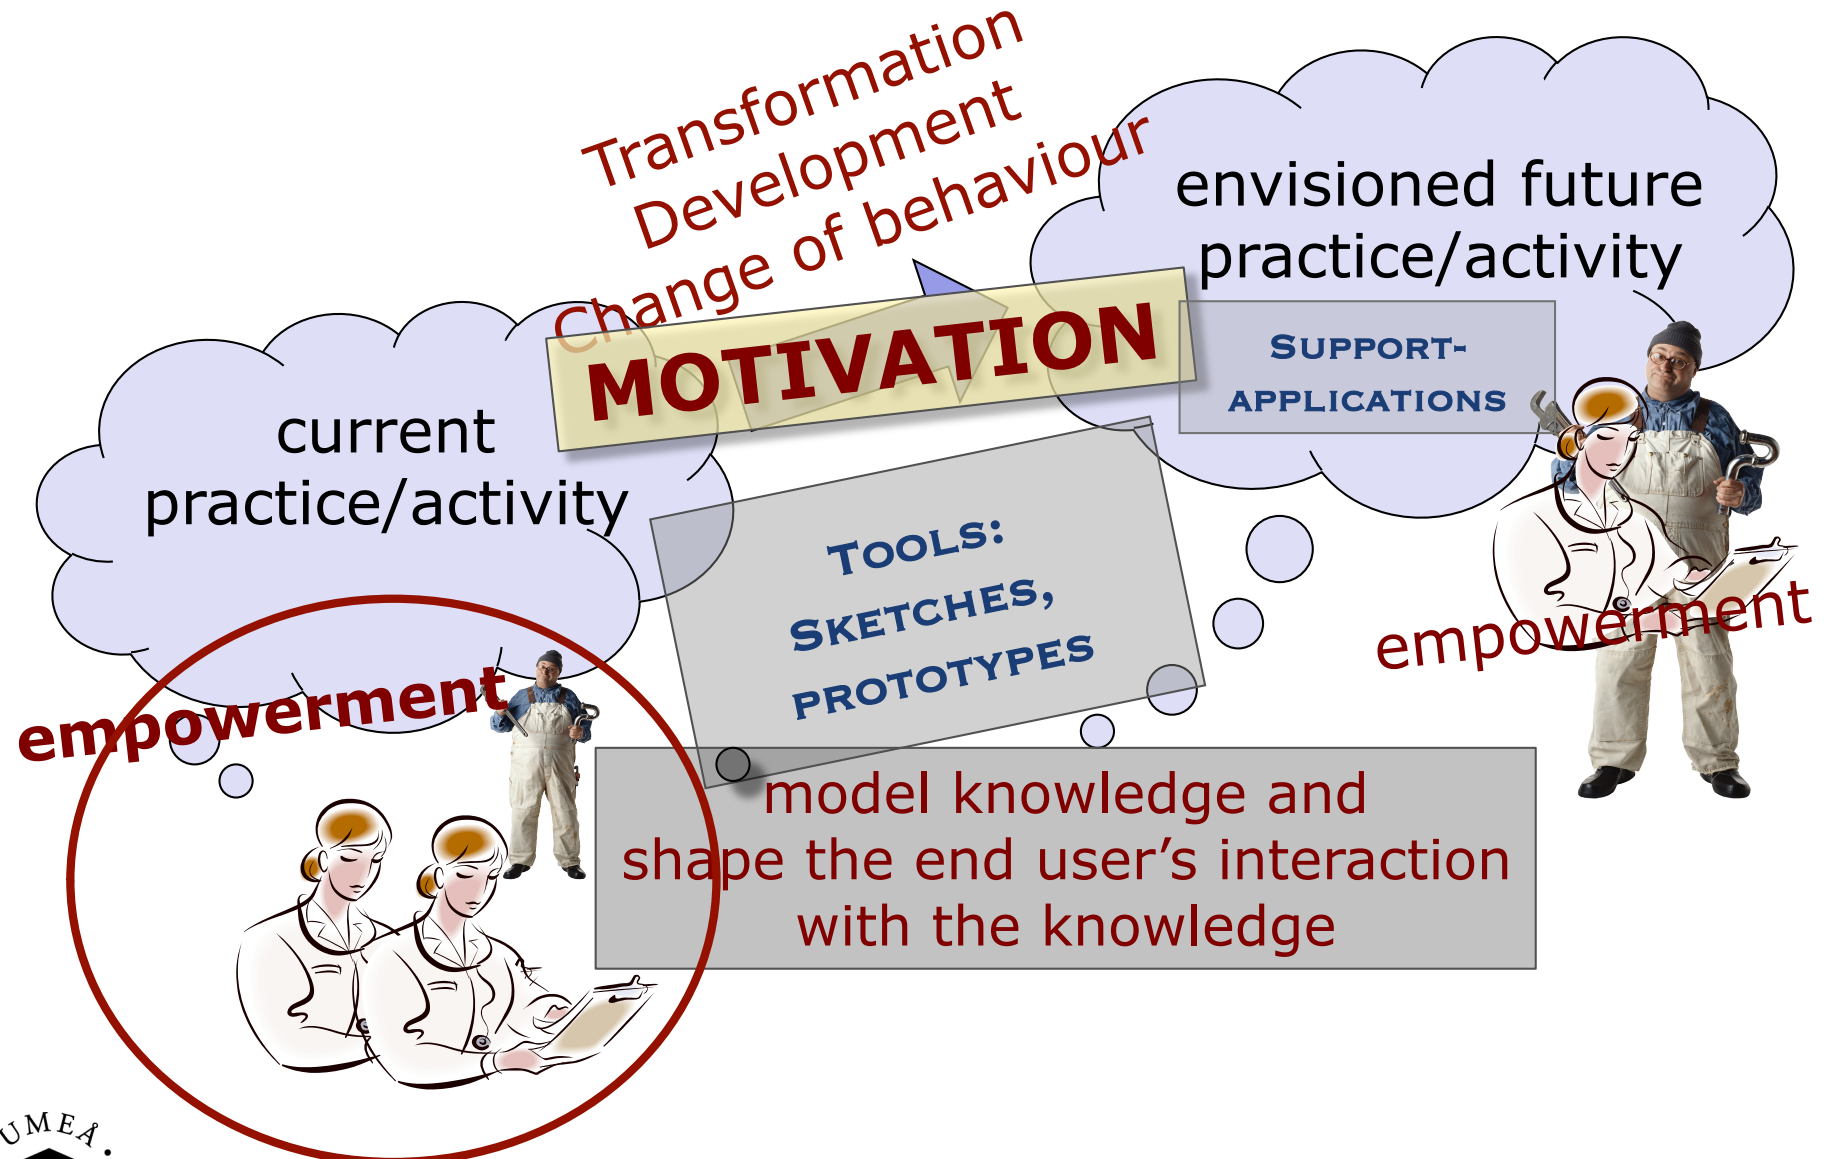 Transformation
Development
Change of behaviour
envisioned future
practice/activity
MOTIVATION
SUPPORT-
APPLICATIONS
current
practice/activity
TOOLS:
SKETCHES,
PROTOTYPES
empowerment
empowerment
model knowledge and
shape the end user’s interaction
with the knowledge
UMEÅ